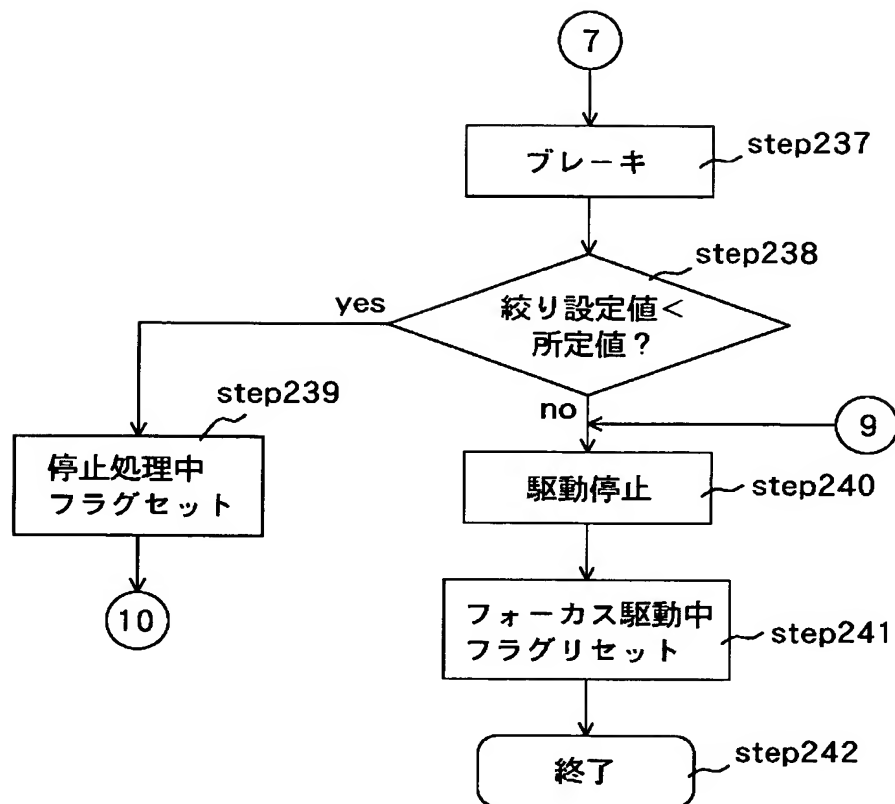 7
ブレーキ
step237
step238
yes
絞り設定値<
所定値?
step239
no
9
停止処理中
フラグセット
駆動停止
step240
10
フォーカス駆動中
フラグリセット
step241
終了
step242